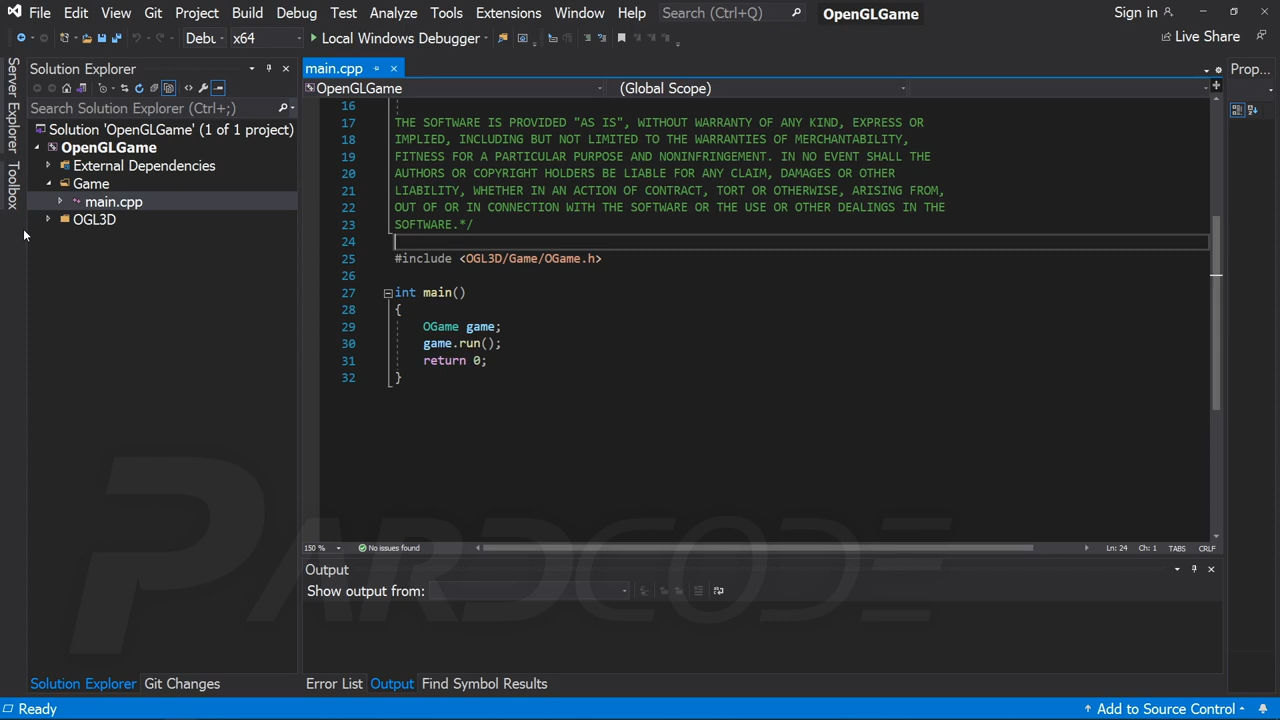 File Edit View Git Project Build Debug Test Analyze Tools Extensions Window Help Search (Ctrl+Q) OpenGLGame Sign in
Debu x64 Local Windows Debugger Live Share
Server Explorer
Toolbox
Solution Explorer
Search Solution Explorer (Ctrl+;)
Solution 'OpenGLGame' (1 of 1 project)
OpenGLGame
External Dependencies
Game
main.cpp
OGL3D
main.cpp
OpenGLGame (Global Scope)
16
17 THE SOFTWARE IS PROVIDED "AS IS", WITHOUT WARRANTY OF ANY KIND, EXPRESS OR
18 IMPLIED, INCLUDING BUT NOT LIMITED TO THE WARRANTIES OF MERCHANTABILITY,
19 FITNESS FOR A PARTICULAR PURPOSE AND NONINFRINGEMENT. IN NO EVENT SHALL THE
20 AUTHORS OR COPYRIGHT HOLDERS BE LIABLE FOR ANY CLAIM, DAMAGES OR OTHER
21 LIABILITY, WHETHER IN AN ACTION OF CONTRACT, TORT OR OTHERWISE, ARISING FROM,
22 OUT OF OR IN CONNECTION WITH THE SOFTWARE OR THE USE OR OTHER DEALINGS IN THE
23 SOFTWARE.*/
24
25 #include <OGL3D/Game/OGame.h>
26
27 int main()
28 {
29 OGame game;
30 game.run();
31 return 0;
32 }
150 % No issues found Ln: 24 Ch: 1 TABS CRLF
Prop...
Output
Show output from:
PARDCODE
Solution Explorer Git Changes
Error List Output Find Symbol Results
Ready Add to Source Control